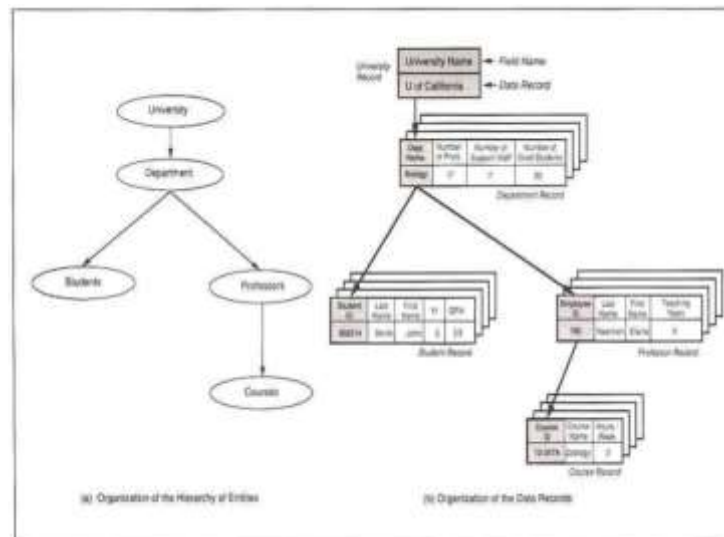 University
Department
Students
Professors
Courses
(a) Organization of the Hierarchy of Entities
University Record
University Name
Field Name
U of California
Data Record
Dept. Name
Number of Profs.
Number of Support Staff
Number of Grad Students
Biology
Department Record
Student ID
Last Name
First Name
Yr
GPA
Smith
John
Student Record
Employee ID
Last Name
First Name
Teaching Years
Elaine
Professor Record
Course ID
Course Name
Hours / Week
Zoology
Course Record
(b) Organization of the Data Records